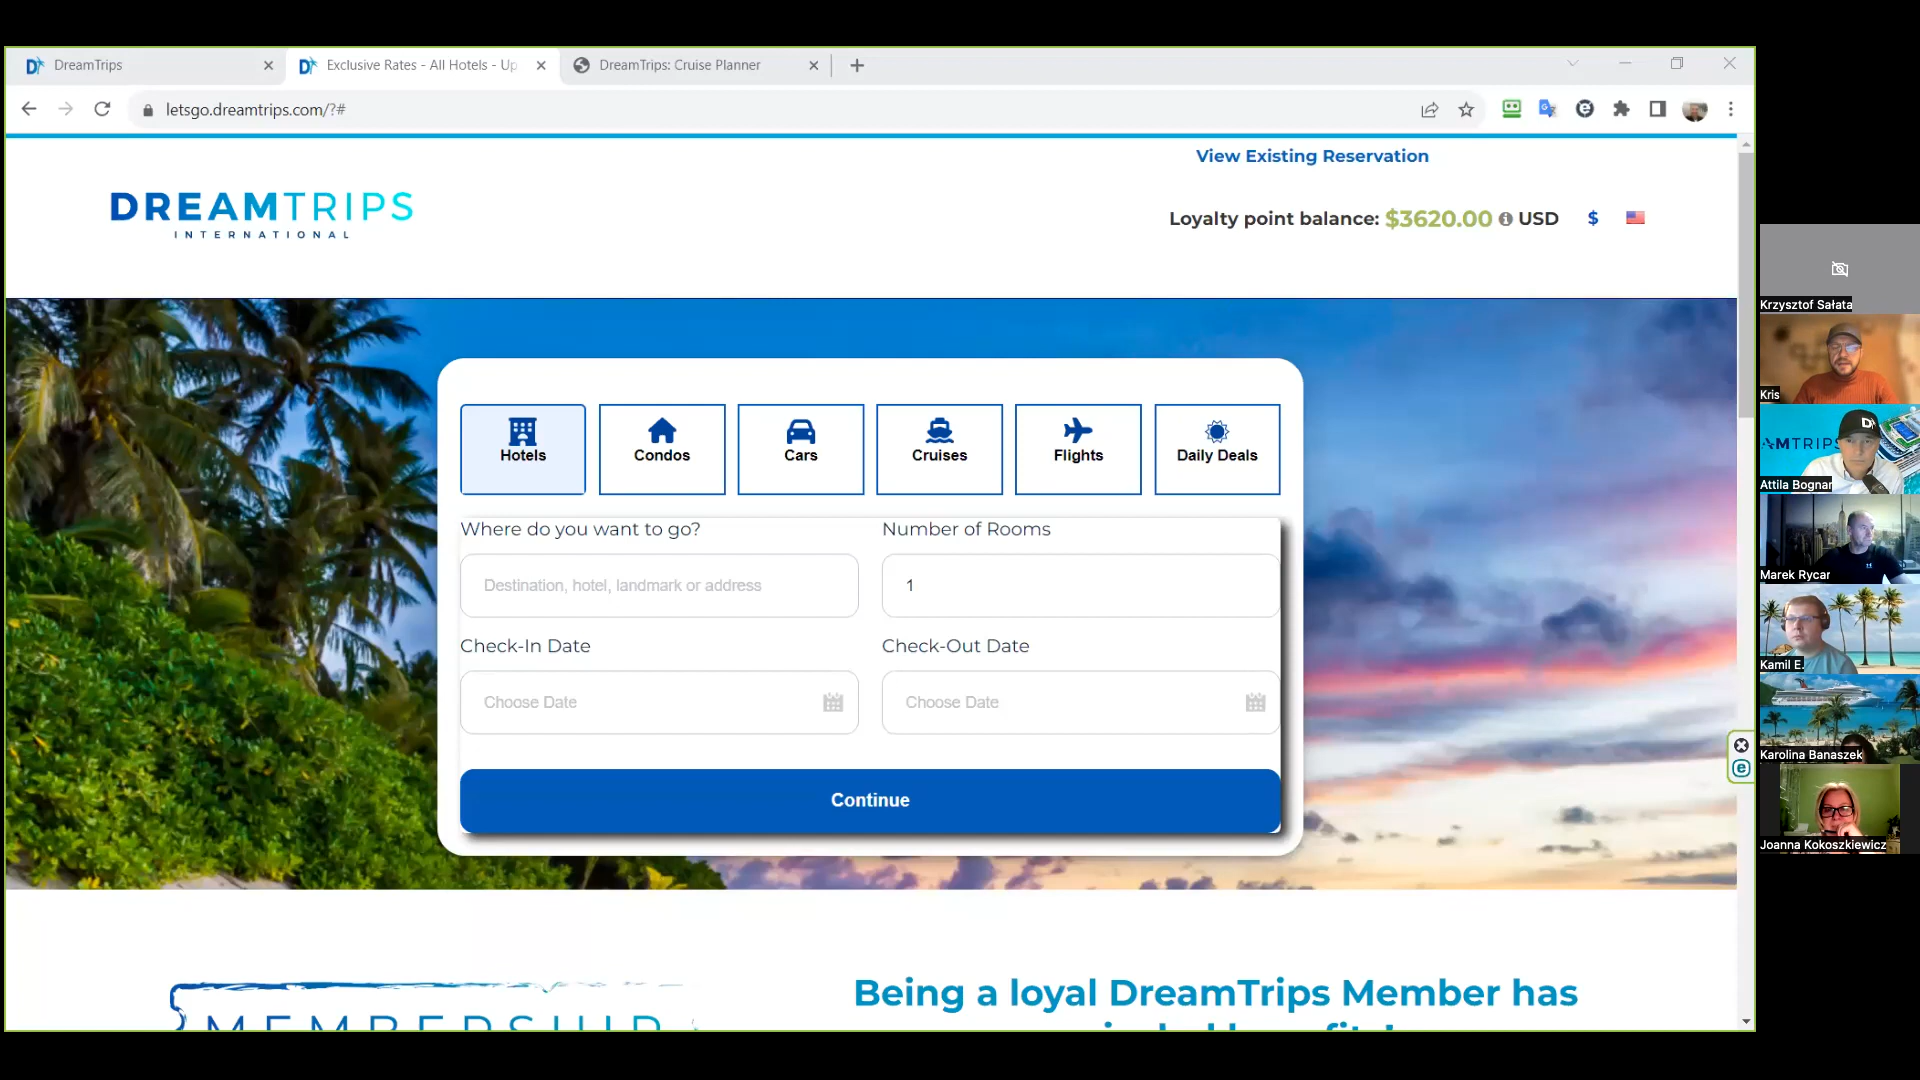 DreamTrips
Exclusive Rates - All Hotels - Up
DreamTrips: Cruise Planner
letsgo.dreamtrips.com/?#
View Existing Reservation
DREAMTRIPS
INTERNATIONAL
Loyalty point balance: $3620.00 USD $
Hotels
Condos
Cars
Cruises
Flights
Daily Deals
Where do you want to go?
Number of Rooms
Destination, hotel, landmark or address
1
Check-In Date
Check-Out Date
Choose Date
Choose Date
Continue
MEMBERSHIP
Being a loyal DreamTrips Member has
Krzysztof Sałata
Kris
AMTRIPS
Attila Bognar
Marek Rycar
Kamil E.
Karolina Banaszek
Joanna Kokoszkiewicz